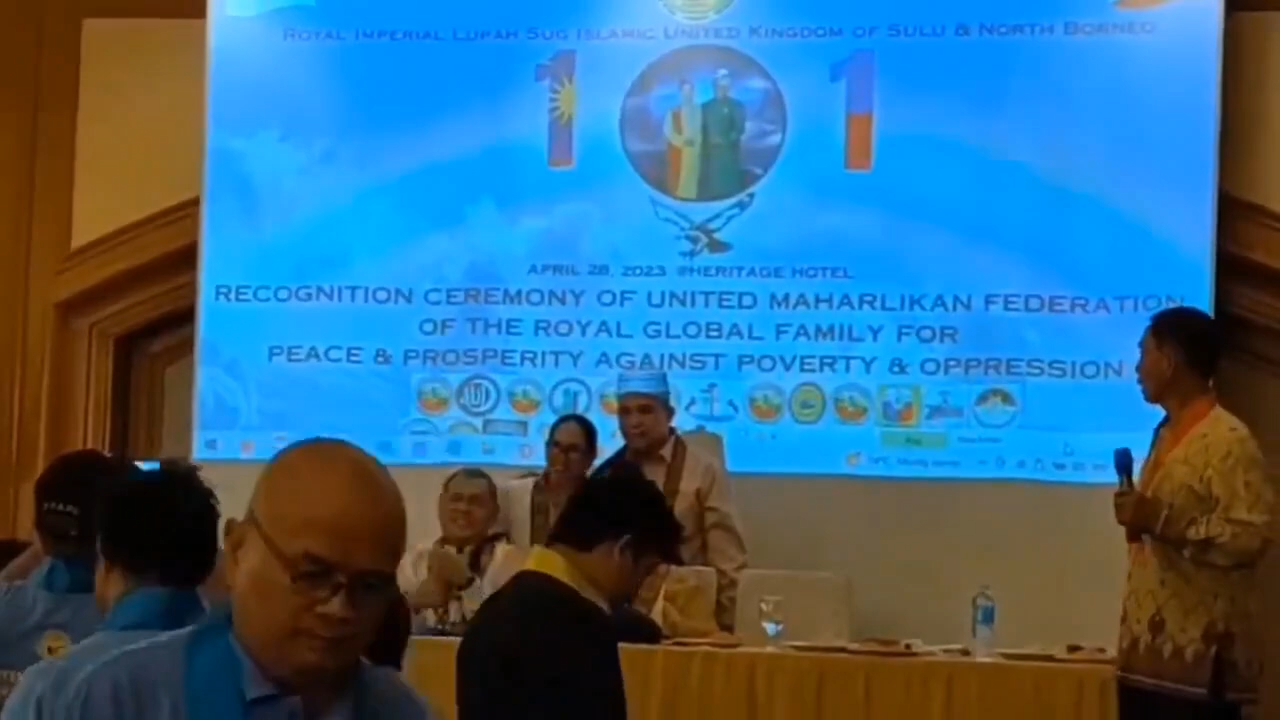 ROYAL IMPERIAL LUPAH SUG ISLAMIC UNITED KINGDOM OF SULU & NORTH BORNEO
1 1
APRIL 28, 2023 @HERITAGE HOTEL
RECOGNITION CEREMONY OF UNITED MAHARLIKAN FEDERATION
OF THE ROYAL GLOBAL FAMILY FOR
PEACE & PROSPERITY AGAINST POVERTY & OPPRESSION